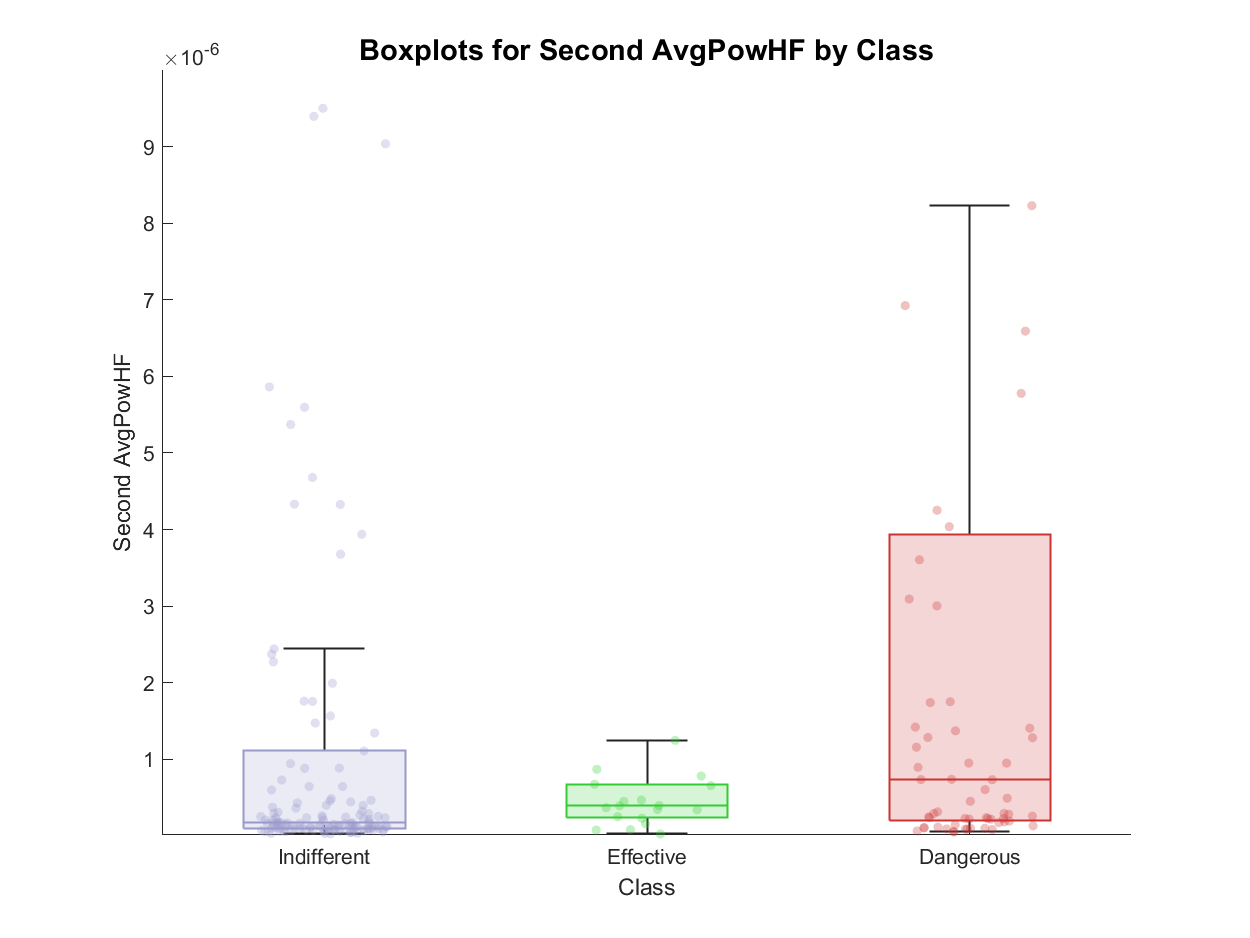 Boxplots for Second AvgPowHF by Class
×10-6
9
8
7
6
5
4
3
2
1
Second AvgPowHF
Indifferent Effective Dangerous
Class